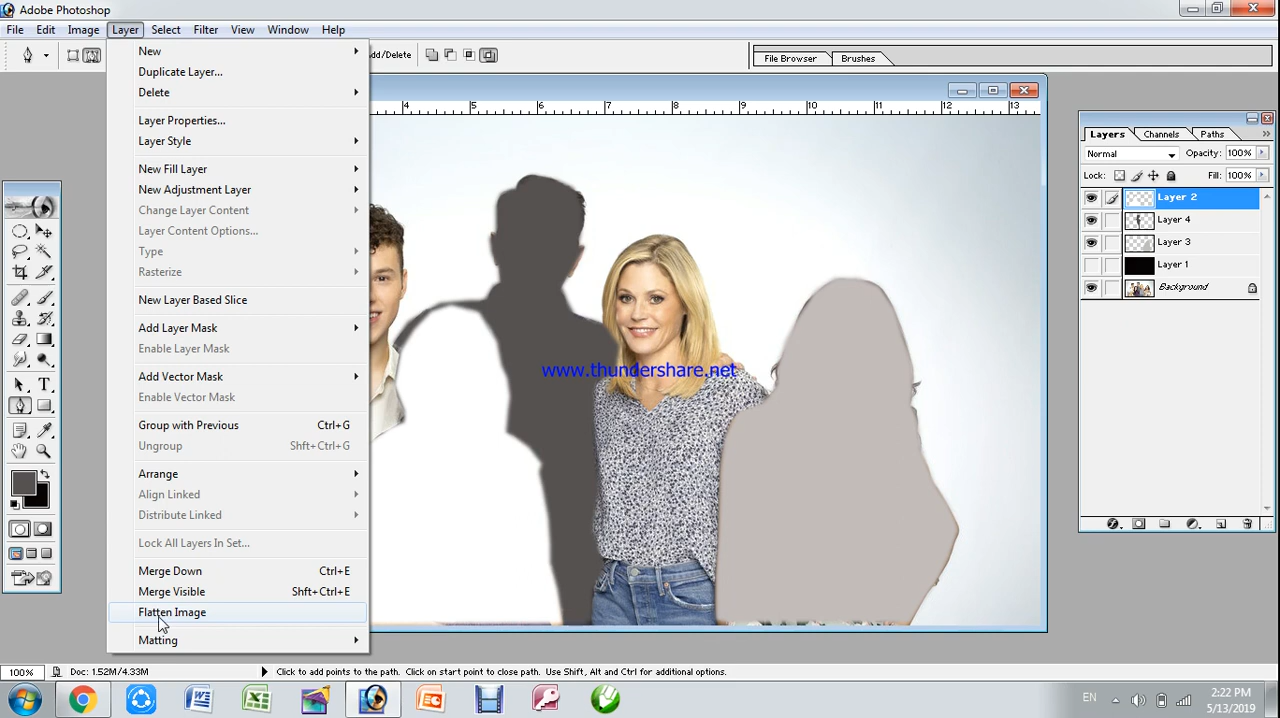 Adobe Photoshop
File Edit Image Layer Select Filter View Window Help
Add/Delete
File Browser Brushes
New
Duplicate Layer...
Delete
Layer Properties...
Layer Style
New Fill Layer
New Adjustment Layer
Change Layer Content
Layer Content Options...
Type
Rasterize
New Layer Based Slice
Add Layer Mask
Enable Layer Mask
Add Vector Mask
Enable Vector Mask
Group with Previous Ctrl+G
Ungroup Shft+Ctrl+G
Arrange
Align Linked
Distribute Linked
Lock All Layers In Set...
Merge Down Ctrl+E
Merge Visible Shft+Ctrl+E
Flatten Image
Matting
4 5 6 7 8 9 10 11 12 13
www.thundershare.net
Layers Channels Paths
Normal Opacity: 100%
Lock: Fill: 100%
Layer 2
Layer 4
Layer 3
Layer 1
Background
100% Doc: 1.52M/4.33M Click to add points to the path. Click on start point to close path. Use Shift, Alt and Ctrl for additional options.
EN
2:22 PM
5/13/2019